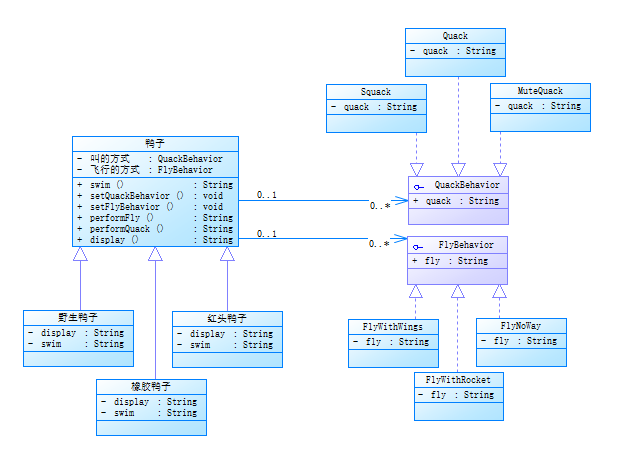 Quack
- quack : String
Squack
- quack : String
MuteQuack
- quack : String
鸭子
- 叫的方式 : QuackBehavior
- 飞行的方式 : FlyBehavior
+ swim () : String
+ setQuackBehavior () : void
+ setFlyBehavior () : void
+ performFly () : String
+ performQuack () : String
+ display () : String
0..1
0..*
QuackBehavior
+ quack : String
0..1
0..*
FlyBehavior
+ fly : String
野生鸭子
- display : String
- swim : String
红头鸭子
- display : String
- swim : String
橡胶鸭子
- display : String
- swim : String
FlyWithWings
- fly : String
FlyNoWay
- fly : String
FlyWithRocket
- fly : String